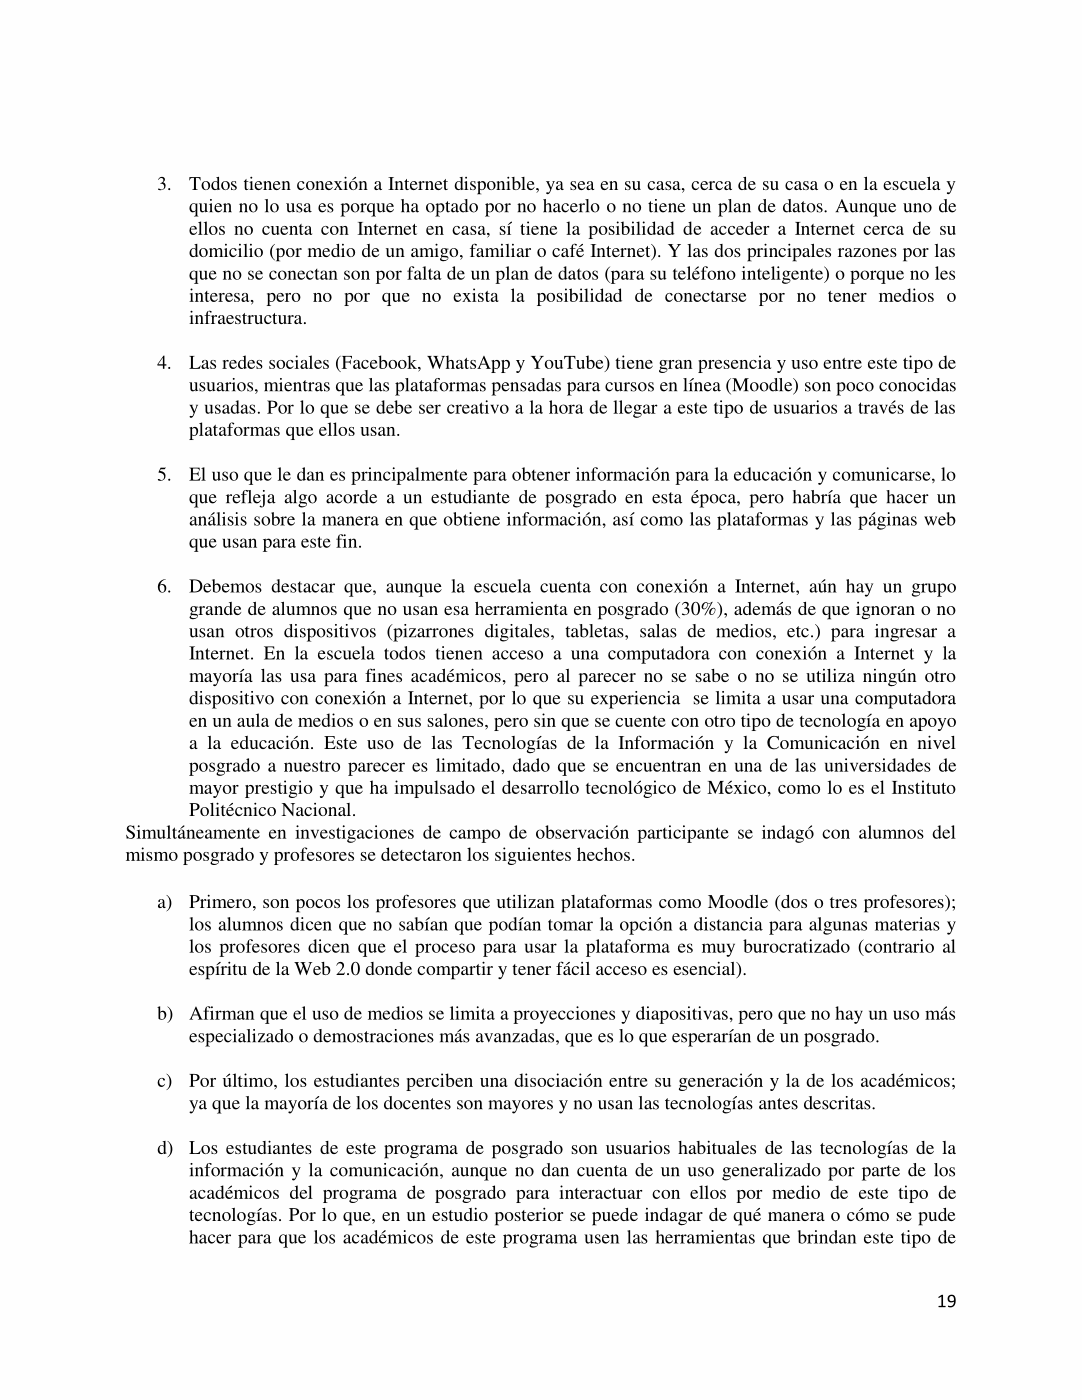 3. Todos tienen conexión a Internet disponible, ya sea en su casa, cerca de su casa o en la escuela y
quien no lo usa es porque ha optado por no hacerlo o no tiene un plan de datos. Aunque uno de
ellos no cuenta con Internet en casa, sí tiene la posibilidad de acceder a Internet cerca de su
domicilio (por medio de un amigo, familiar o café Internet). Y las dos principales razones por las
que no se conectan son por falta de un plan de datos (para su teléfono inteligente) o porque no les
interesa, pero no por que no exista la posibilidad de conectarse por no tener medios o
infraestructura.
4. Las redes sociales (Facebook, WhatsApp y YouTube) tiene gran presencia y uso entre este tipo de
usuarios, mientras que las plataformas pensadas para cursos en línea (Moodle) son poco conocidas
y usadas. Por lo que se debe ser creativo a la hora de llegar a este tipo de usuarios a través de las
plataformas que ellos usan.
5. El uso que le dan es principalmente para obtener información para la educación y comunicarse, lo
que refleja algo acorde a un estudiante de posgrado en esta época, pero habría que hacer un
análisis sobre la manera en que obtiene información, así como las plataformas y las páginas web
que usan para este fin.
6. Debemos destacar que, aunque la escuela cuenta con conexión a Internet, aún hay un grupo
grande de alumnos que no usan esa herramienta en posgrado (30%), además de que ignoran o no
usan otros dispositivos (pizarrones digitales, tabletas, salas de medios, etc.) para ingresar a
Internet. En la escuela todos tienen acceso a una computadora con conexión a Internet y la
mayoría las usa para fines académicos, pero al parecer no se sabe o no se utiliza ningún otro
dispositivo con conexión a Internet, por lo que su experiencia  se limita a usar una computadora
en un aula de medios o en sus salones, pero sin que se cuente con otro tipo de tecnología en apoyo
a la educación. Este uso de las Tecnologías de la Información y la Comunicación en nivel
posgrado a nuestro parecer es limitado, dado que se encuentran en una de las universidades de
mayor prestigio y que ha impulsado el desarrollo tecnológico de México, como lo es el Instituto
Politécnico Nacional.
Simultáneamente en investigaciones de campo de observación participante se indagó con alumnos del
mismo posgrado y profesores se detectaron los siguientes hechos.
a) Primero, son pocos los profesores que utilizan plataformas como Moodle (dos o tres profesores);
los alumnos dicen que no sabían que podían tomar la opción a distancia para algunas materias y
los profesores dicen que el proceso para usar la plataforma es muy burocratizado (contrario al
espíritu de la Web 2.0 donde compartir y tener fácil acceso es esencial).
b) Afirman que el uso de medios se limita a proyecciones y diapositivas, pero que no hay un uso más
especializado o demostraciones más avanzadas, que es lo que esperarían de un posgrado.
c) Por último, los estudiantes perciben una disociación entre su generación y la de los académicos;
ya que la mayoría de los docentes son mayores y no usan las tecnologías antes descritas.
d) Los estudiantes de este programa de posgrado son usuarios habituales de las tecnologías de la
información y la comunicación, aunque no dan cuenta de un uso generalizado por parte de los
académicos del programa de posgrado para interactuar con ellos por medio de este tipo de
tecnologías. Por lo que, en un estudio posterior se puede indagar de qué manera o cómo se pude
hacer para que los académicos de este programa usen las herramientas que brindan este tipo de
19